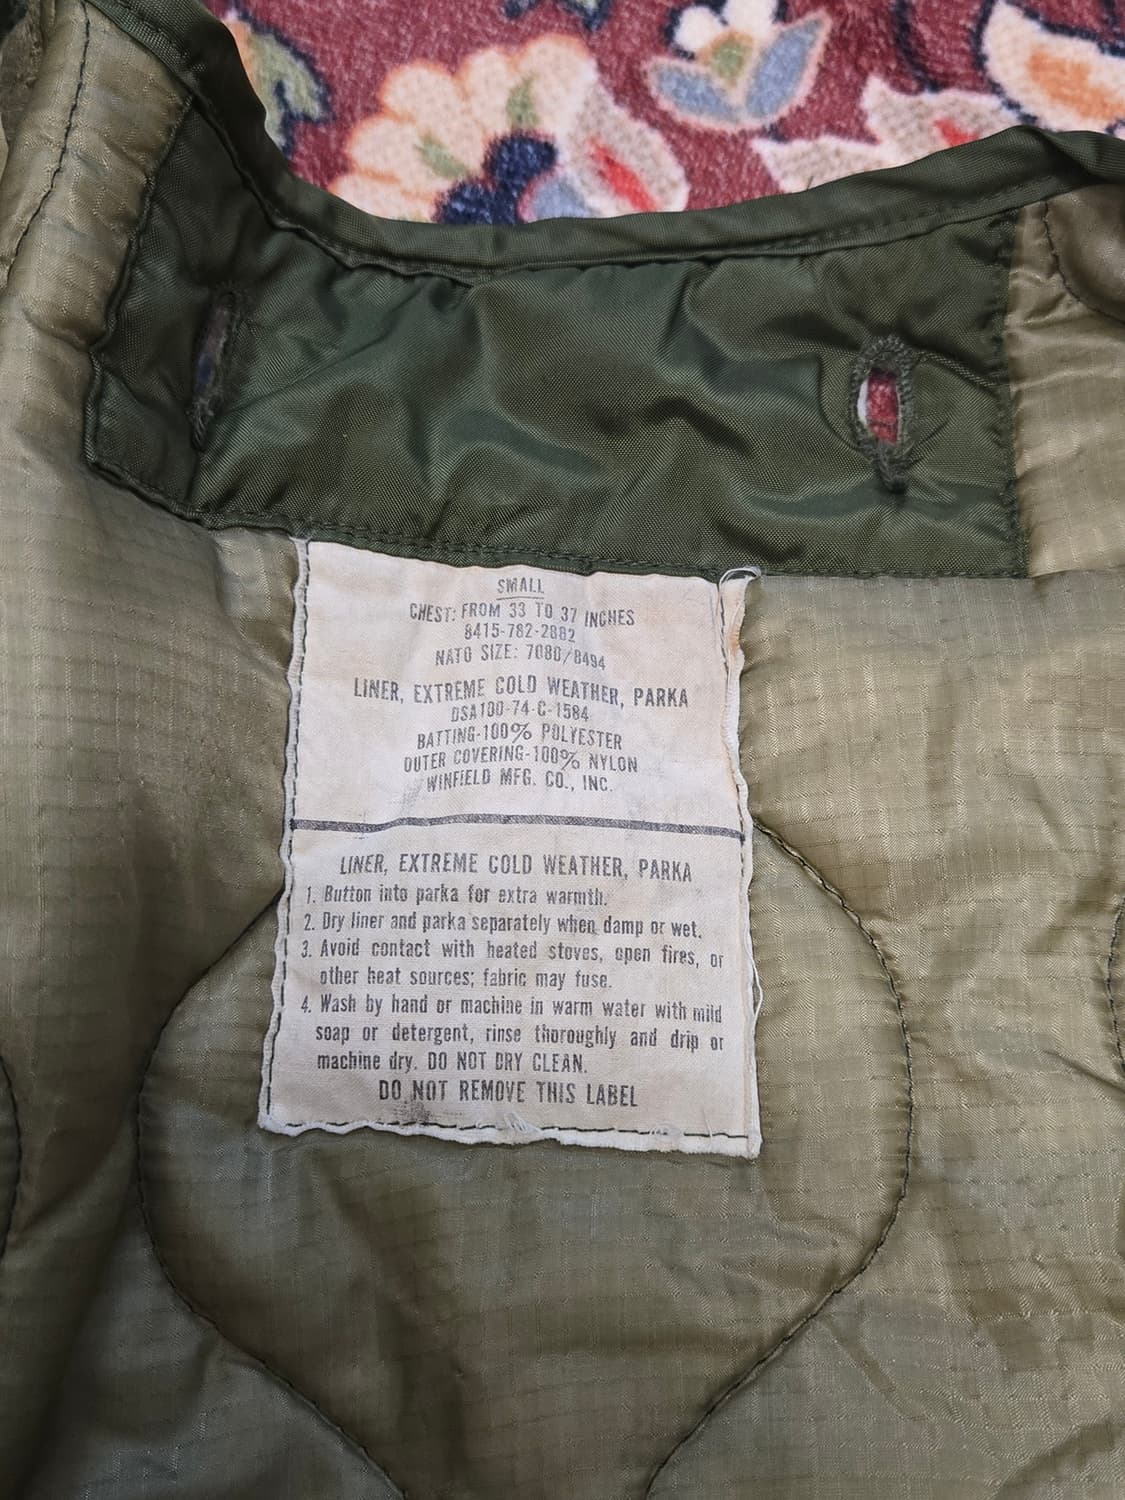 SMALL
CHEST: FROM 33 TO 37 INCHES
8415-782-2882
NATO SIZE: 7080/8494
LINER, EXTREME COLD WEATHER, PARKA
DSA100-74-C-1584
BATTING-100% POLYESTER
OUTER COVERING-100% NYLON
WINFIELD MFG. CO., INC.
LINER, EXTREME COLD WEATHER, PARKA
1. Button into parka for extra warmth.
2. Dry liner and parka separately when damp or wet.
3. Avoid contact with heated stoves, open fires, or
other heat sources; fabric may fuse.
4. Wash by hand or machine in warm water with mild
soap or detergent, rinse thoroughly and drip or
machine dry. DO NOT DRY CLEAN.
DO NOT REMOVE THIS LABEL